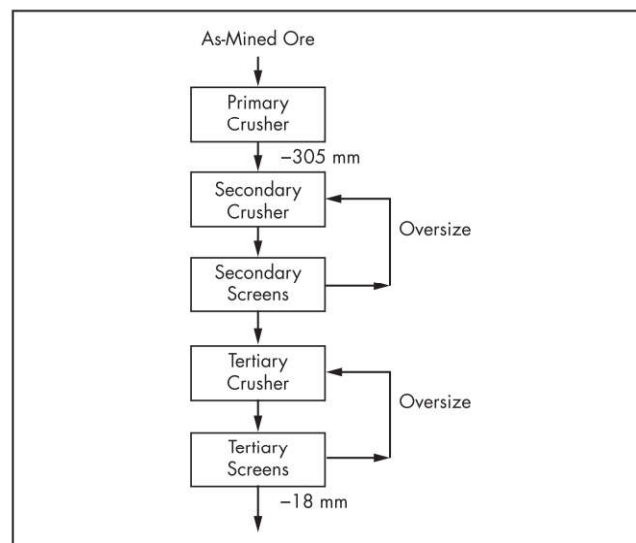 As-Mined Ore
Primary
Crusher
–305 mm
Secondary
Crusher
Oversize
Secondary
Screens
Tertiary
Crusher
Oversize
Tertiary
Screens
–18 mm